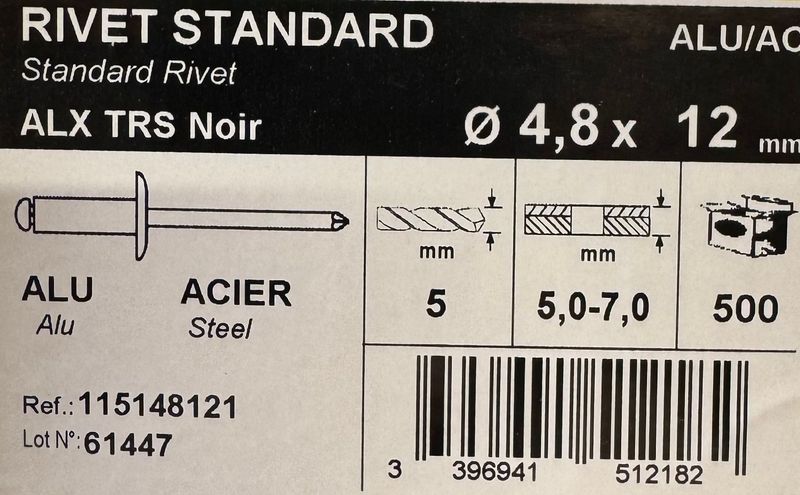 RIVET STANDARD
ALU/AC
Standard Rivet
ALX TRS Noir
Ø 4,8 x 12 mm
mm
mm
ALU
ACIER
5
5,0-7,0
500
Alu
Steel
Ref.: 115148121
Lot N°: 61447
3 396941 512182